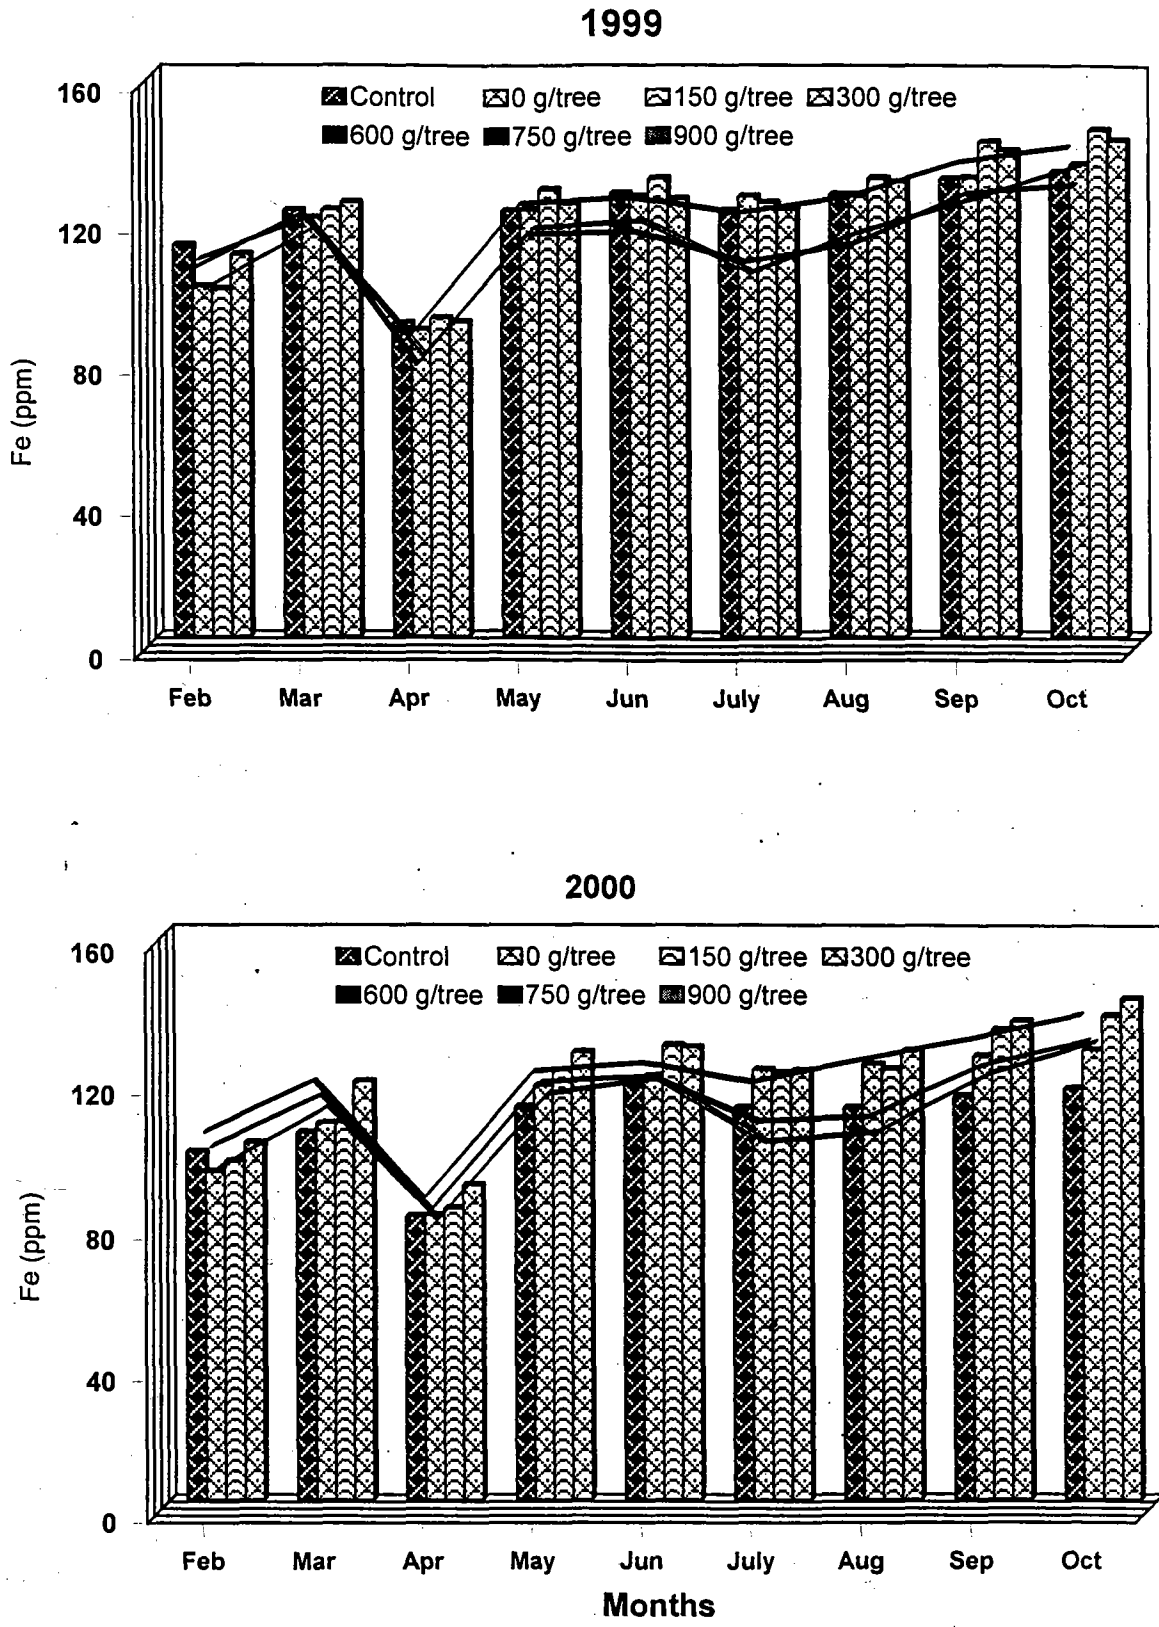 1999
160
Control 0 g/tree 150 g/tree 300 g/tree
600 g/tree 750 g/tree 900 g/tree
120
80
Fe (ppm)
40
0
Feb Mar Apr May Jun July Aug Sep Oct
2000
160
Control 0 g/tree 150 g/tree 300 g/tree
600 g/tree 750 g/tree 900 g/tree
120
80
Fe (ppm)
40
0
Feb Mar Apr May Jun July Aug Sep Oct
Months